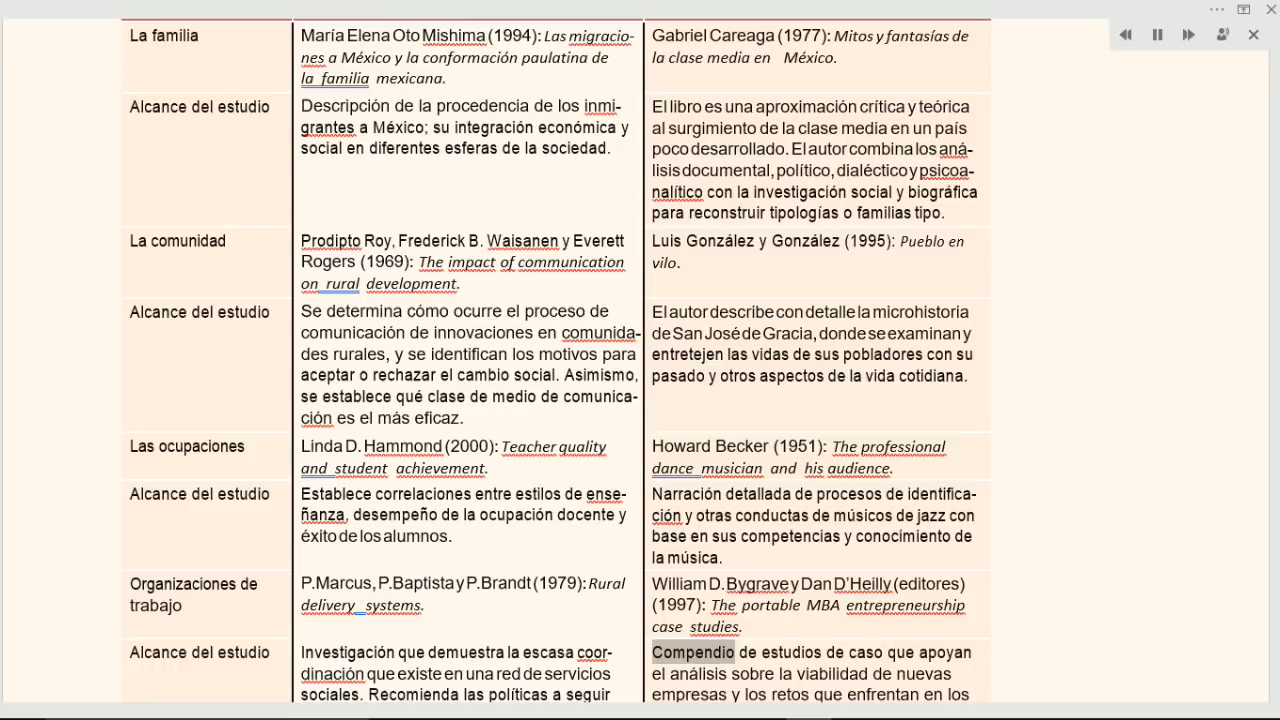 La familia
María Elena Oto Mishima (1994): Las migracio-
nes a México y la conformación paulatina de
la familia mexicana.
Gabriel Careaga (1977): Mitos y fantasías de
la clase media en México.
Alcance del estudio
Descripción de la procedencia de los inmi-
grantes a México; su integración económica y
social en diferentes esferas de la sociedad.
El libro es una aproximación crítica y teórica
al surgimiento de la clase media en un país
poco desarrollado. El autor combina los aná-
lisis documental, político, dialéctico y psicoa-
nalítico con la investigación social y biográfica
para reconstruir tipologías o familias tipo.
La comunidad
Prodipto Roy, Frederick B. Waisanen y Everett
Rogers (1969): The impact of communication
on rural development.
Luis González y González (1995): Pueblo en
vilo.
Alcance del estudio
Se determina cómo ocurre el proceso de
comunicación de innovaciones en comunida-
des rurales, y se identifican los motivos para
aceptar o rechazar el cambio social. Asimismo,
se establece qué clase de medio de comunica-
ción es el más eficaz.
El autor describe con detalle la microhistoria
de San José de Gracia, donde se examinan y
entretejen las vidas de sus pobladores con su
pasado y otros aspectos de la vida cotidiana.
Las ocupaciones
Linda D. Hammond (2000): Teacher quality
and student achievement.
Howard Becker (1951): The professional
dance musician and his audience.
Alcance del estudio
Establece correlaciones entre estilos de ense-
ñanza, desempeño de la ocupación docente y
éxito de los alumnos.
Narración detallada de procesos de identifica-
ción y otras conductas de músicos de jazz con
base en sus competencias y conocimiento de
la música.
Organizaciones de
trabajo
P. Marcus, P. Baptista y P. Brandt (1979): Rural
delivery systems.
William D. Bygrave y Dan D'Heilly (editores)
(1997): The portable MBA entrepreneurship
case studies.
Alcance del estudio
Investigación que demuestra la escasa coor-
dinación que existe en una red de servicios
sociales. Recomienda las políticas a seguir
Compendio de estudios de caso que apoyan
el análisis sobre la viabilidad de nuevas
empresas y los retos que enfrentan en los